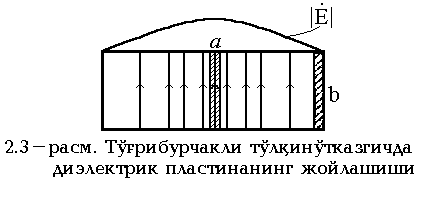 |Ė|
a
b
2.3—расм. Тўғрибурчакли тўлқинўтказгичда
диэлектрик пластинанинг жойлашиши